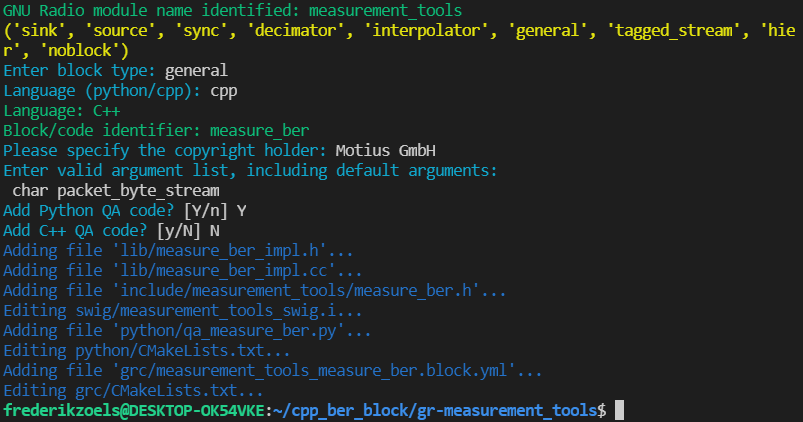 GNU Radio module name identified: measurement_tools
('sink', 'source', 'sync', 'decimator', 'interpolator', 'general', 'tagged_stream', 'hie
r', 'noblock')
Enter block type: general
Language (python/cpp): cpp
Language: C++
Block/code identifier: measure_ber
Please specify the copyright holder: Motius GmbH
Enter valid argument list, including default arguments:
 char packet_byte_stream
Add Python QA code? [Y/n] Y
Add C++ QA code? [y/N] N
Adding file 'lib/measure_ber_impl.h'...
Adding file 'lib/measure_ber_impl.cc'...
Adding file 'include/measurement_tools/measure_ber.h'...
Editing swig/measurement_tools_swig.i...
Adding file 'python/qa_measure_ber.py'...
Editing python/CMakeLists.txt...
Adding file 'grc/measurement_tools_measure_ber.block.yml'...
Editing grc/CMakeLists.txt...
frederikzoels@DESKTOP-OK54VKE:~/cpp_ber_block/gr-measurement_tools$